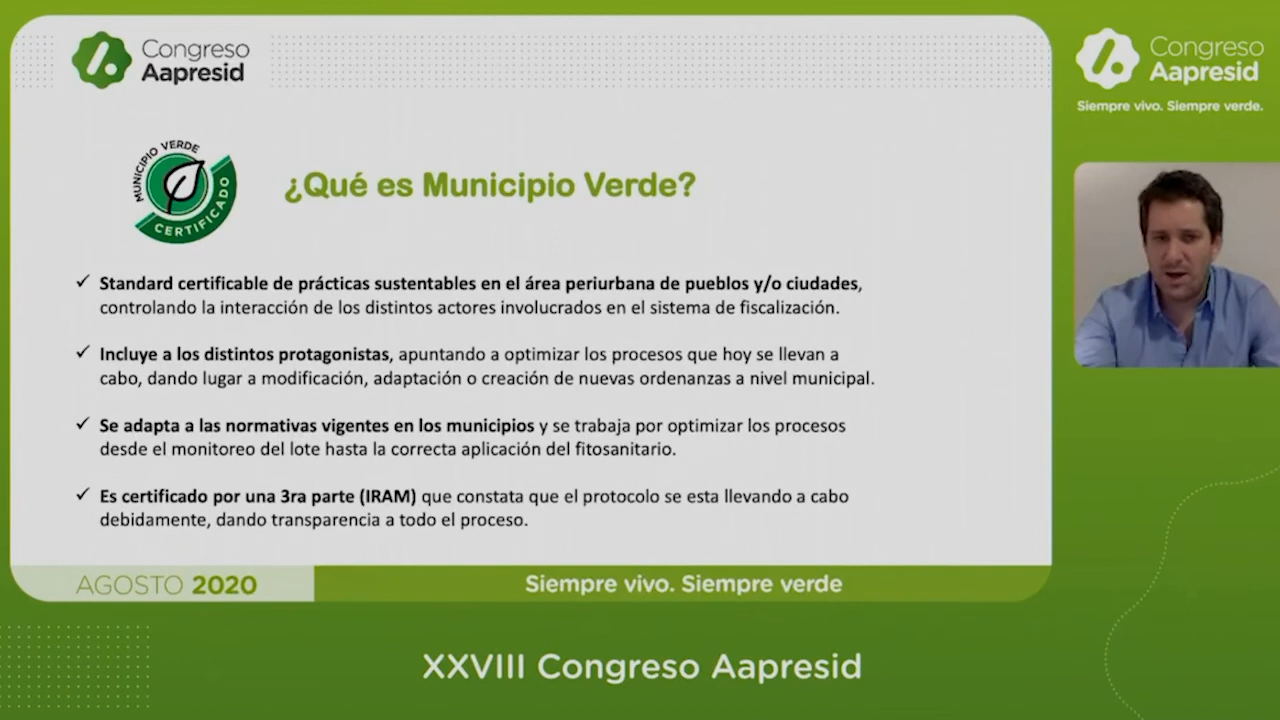 Congreso
Aapresid
Congreso
Aapresid
Siempre vivo. Siempre verde.
MUNICIPIO VERDE
CERTIFICADO
¿Qué es Municipio Verde?
✓ Standard certificable de prácticas sustentables en el área periurbana de pueblos y/o ciudades,
controlando la interacción de los distintos actores involucrados en el sistema de fiscalización.
✓ Incluye a los distintos protagonistas, apuntando a optimizar los procesos que hoy se llevan a
cabo, dando lugar a modificación, adaptación o creación de nuevas ordenanzas a nivel municipal.
✓ Se adapta a las normativas vigentes en los municipios y se trabaja por optimizar los procesos
desde el monitoreo del lote hasta la correcta aplicación del fitosanitario.
✓ Es certificado por una 3ra parte (IRAM) que constata que el protocolo se esta llevando a cabo
debidamente, dando transparencia a todo el proceso.
AGOSTO 2020
Siempre vivo. Siempre verde
XXVIII Congreso Aapresid